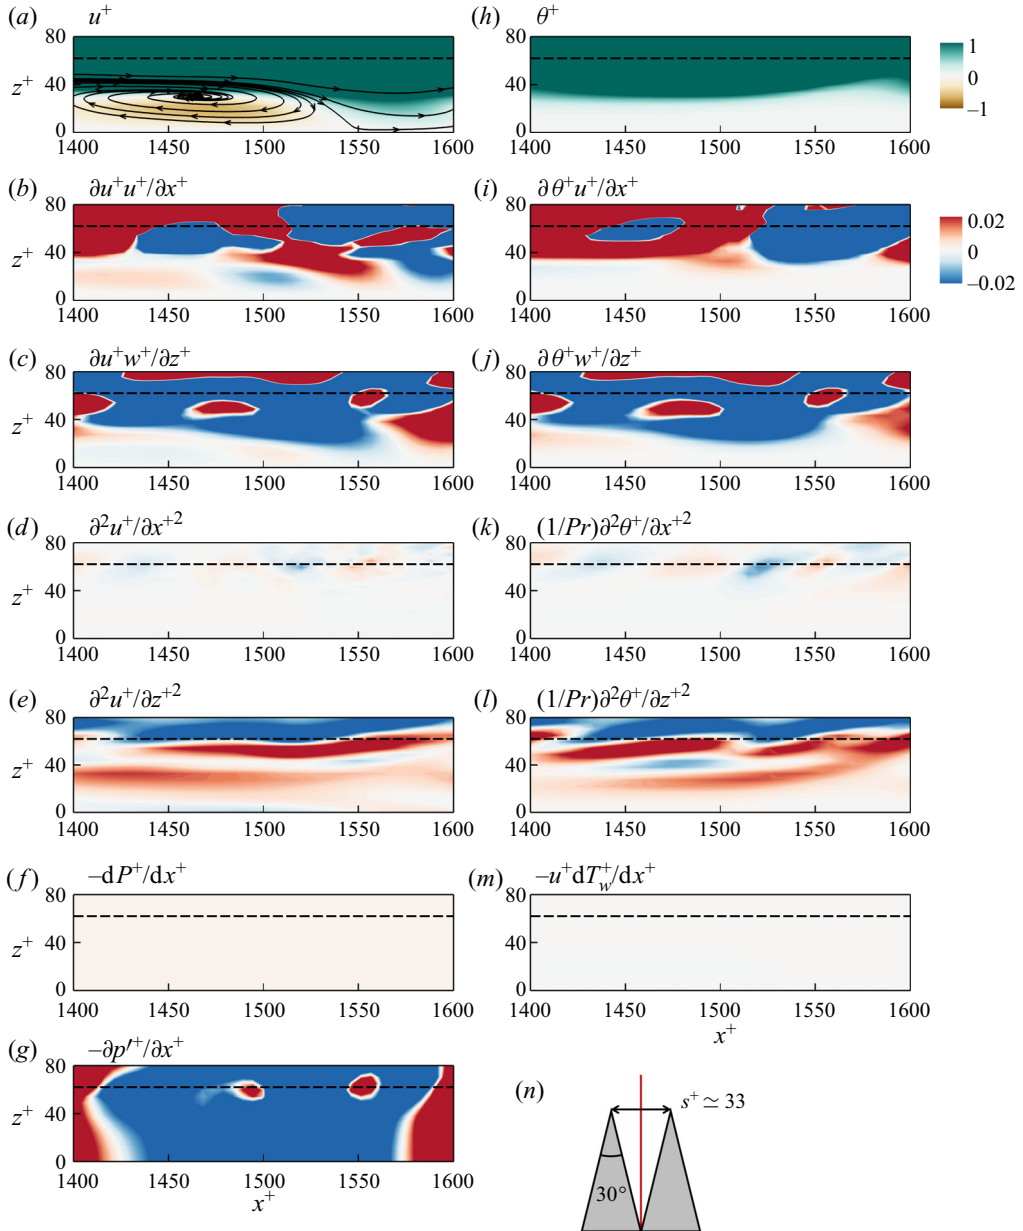 (a) u⁺
(h) θ⁺
80
40
0
z⁺
1400 1450 1500 1550 1600
1400 1450 1500 1550 1600
1
0
–1
(b) ∂u⁺u⁺/∂x⁺
(i) ∂θ⁺u⁺/∂x⁺
80
40
0
z⁺
80
40
0
1400 1450 1500 1550 1600
1400 1450 1500 1550 1600
0.02
0
–0.02
(c) ∂u⁺w⁺/∂z⁺
(j) ∂θ⁺w⁺/∂z⁺
80
40
0
z⁺
80
40
0
1400 1450 1500 1550 1600
1400 1450 1500 1550 1600
(d) ∂²u⁺/∂x⁺²
(k) (1/Pr)∂²θ⁺/∂x⁺²
80
40
0
z⁺
80
40
0
1400 1450 1500 1550 1600
1400 1450 1500 1550 1600
(e) ∂²u⁺/∂z⁺²
(l) (1/Pr)∂²θ⁺/∂z⁺²
80
40
0
z⁺
80
40
0
1400 1450 1500 1550 1600
1400 1450 1500 1550 1600
(f) –dP⁺/dx⁺
(m) –u⁺dT_w⁺/dx⁺
80
40
0
z⁺
80
40
0
1400 1450 1500 1550 1600
1400 1450 1500 1550 1600
x⁺
(g) –∂p′⁺/∂x⁺
80
40
0
z⁺
1400 1450 1500 1550 1600
x⁺
(n)
s⁺ ≃ 33
30°